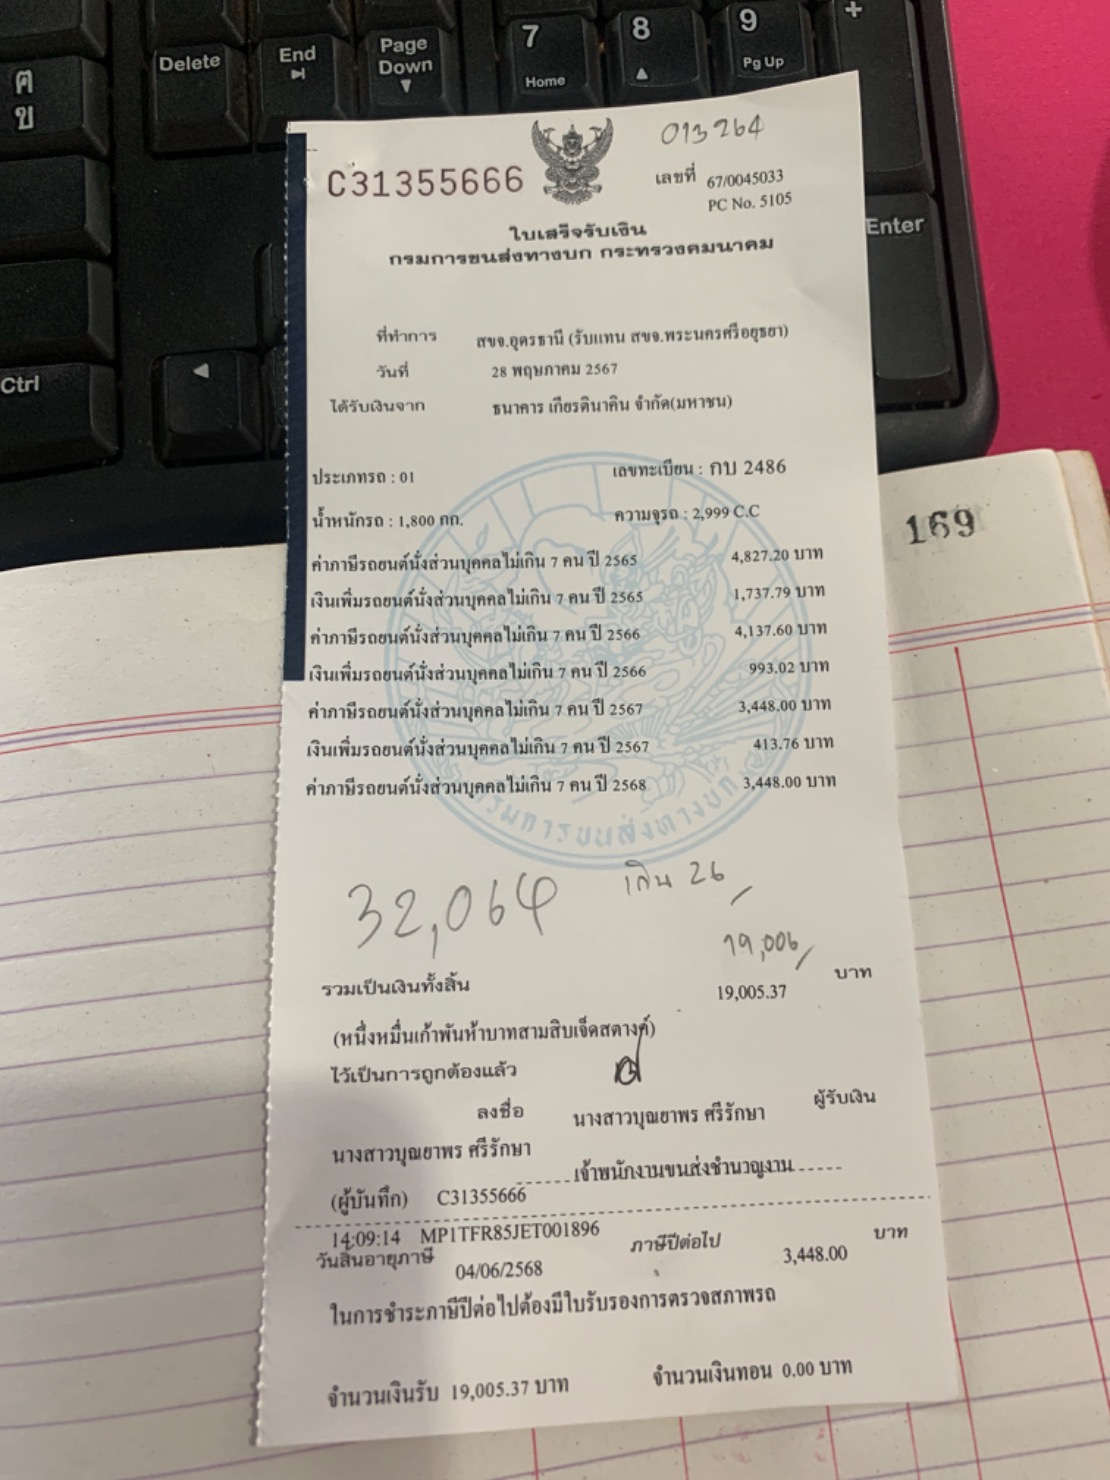 ฅ
ฃ
Delete
End
Page
Down
7
Home
8
9
Pg Up
+
Enter
Ctrl
013264
C31355666
เลขที่ 67/0045033
PC No. 5105
ใบเสร็จรับเงิน
กรมการขนส่งทางบก กระทรวงคมนาคม
ที่ทำการ สขจ.อุดรธานี (รับแทน สขจ.พระนครศรีอยุธยา)
วันที่ 28 พฤษภาคม 2567
ได้รับเงินจาก ธนาคาร เกียรตินาคิน จำกัด(มหาชน)
ประเภทรถ : 01 เลขทะเบียน : กบ 2486
น้ำหนักรถ : 1,800 กก. ความจุรถ : 2,999 C.C
169
ค่าภาษีรถยนต์นั่งส่วนบุคคลไม่เกิน 7 คน ปี 2565 4,827.20 บาท
เงินเพิ่มรถยนต์นั่งส่วนบุคคลไม่เกิน 7 คน ปี 2565 1,737.79 บาท
ค่าภาษีรถยนต์นั่งส่วนบุคคลไม่เกิน 7 คน ปี 2566 4,137.60 บาท
เงินเพิ่มรถยนต์นั่งส่วนบุคคลไม่เกิน 7 คน ปี 2566 993.02 บาท
ค่าภาษีรถยนต์นั่งส่วนบุคคลไม่เกิน 7 คน ปี 2567 3,448.00 บาท
เงินเพิ่มรถยนต์นั่งส่วนบุคคลไม่เกิน 7 คน ปี 2567 413.76 บาท
ค่าภาษีรถยนต์นั่งส่วนบุคคลไม่เกิน 7 คน ปี 2568 3,448.00 บาท
กรมการขนส่งทางบก
32,064 เกิน 26
19,006
รวมเป็นเงินทั้งสิ้น 19,005.37 บาท
(หนึ่งหมื่นเก้าพันห้าบาทสามสิบเจ็ดสตางค์)
ไว้เป็นการถูกต้องแล้ว
ลงชื่อ นางสาวบุณยาพร ศรีรักษา ผู้รับเงิน
นางสาวบุณยาพร ศรีรักษา เจ้าพนักงานขนส่งชำนาญงาน
(ผู้บันทึก) C31355666
14:09:14 MP1TFR85JET001896
วันสิ้นอายุภาษี 04/06/2568 ภาษีปีต่อไป 3,448.00 บาท
ในการชำระภาษีปีต่อไปต้องมีใบรับรองการตรวจสภาพรถ
จำนวนเงินรับ 19,005.37 บาท จำนวนเงินทอน 0.00 บาท